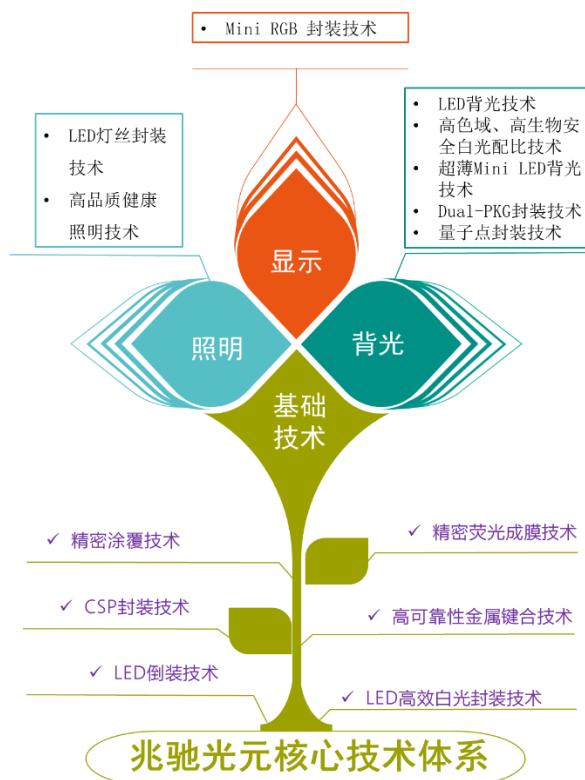 • Mini RGB 封装技术
• LED灯丝封装
技术
• 高品质健康
照明技术
• LED背光技术
• 高色域、高生物安
全白光配比技术
• 超薄Mini LED背光
技术
• Dual-PKG封装技术
• 量子点封装技术
显示
照明
背光
基础
技术
✓ 精密涂覆技术
✓ 精密荧光成膜技术
✓ CSP封装技术
✓ 高可靠性金属键合技术
✓ LED倒装技术
✓ LED高效白光封装技术
兆驰光元核心技术体系